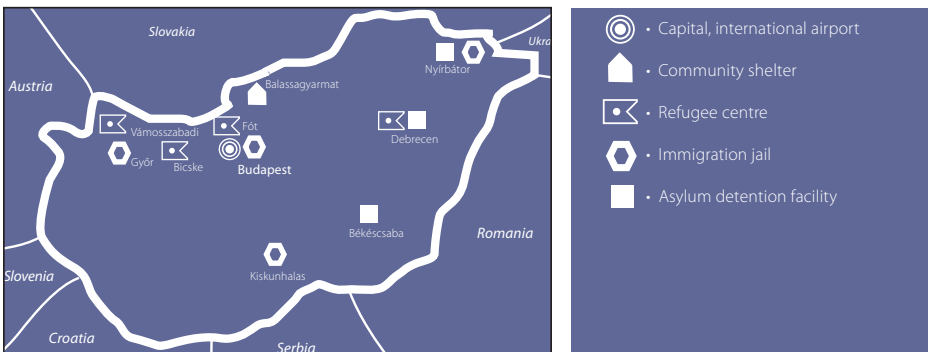 Slovakia
Ukra
Austria
Nyírbátor
Balassagyarmat
Vámosszabadi
Fót
Debrecen
Győr
Bicske
Budapest
Békéscsaba
Romania
Kiskunhalas
Slovenia
Croatia
Serbia
• Capital, international airport
• Community shelter
• Refugee centre
• Immigration jail
• Asylum detention facility